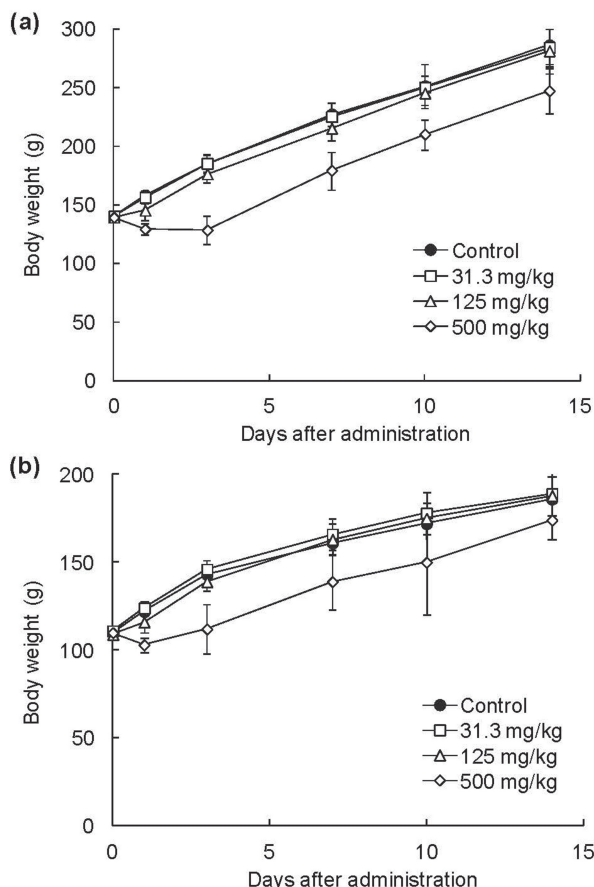 (a)
300
250
200
150
100
50
0
Body weight (g)
Control
31.3 mg/kg
125 mg/kg
500 mg/kg
0 5 10 15
Days after administration
(b)
200
150
100
50
0
Body weight (g)
Control
31.3 mg/kg
125 mg/kg
500 mg/kg
0 5 10 15
Days after administration